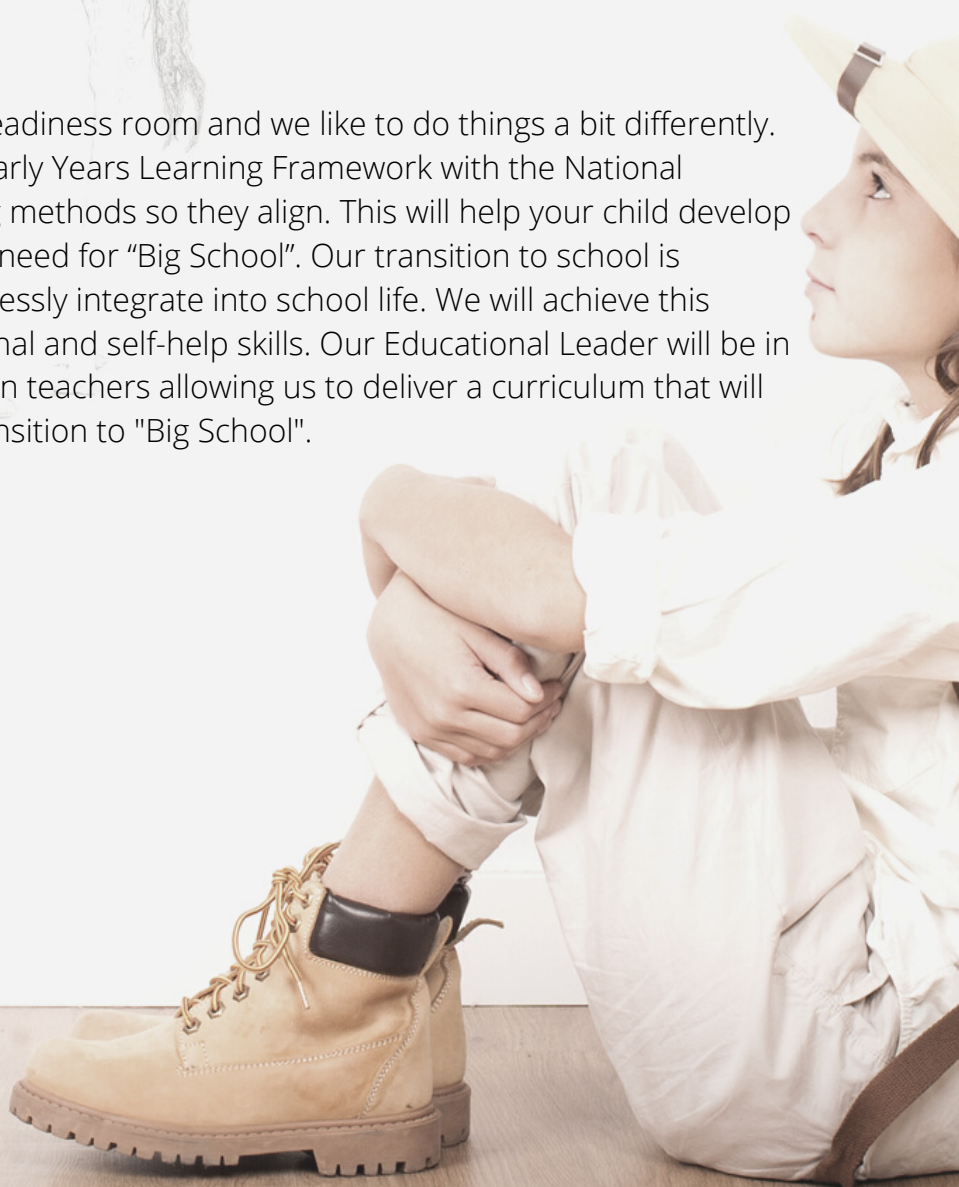 eadiness room and we like to do things a bit differently.
arly Years Learning Framework with the National
methods so they align. This will help your child develop
need for “Big School”. Our transition to school is
essly integrate into school life. We will achieve this
nal and self-help skills. Our Educational Leader will be in
n teachers allowing us to deliver a curriculum that will
nsition to "Big School".